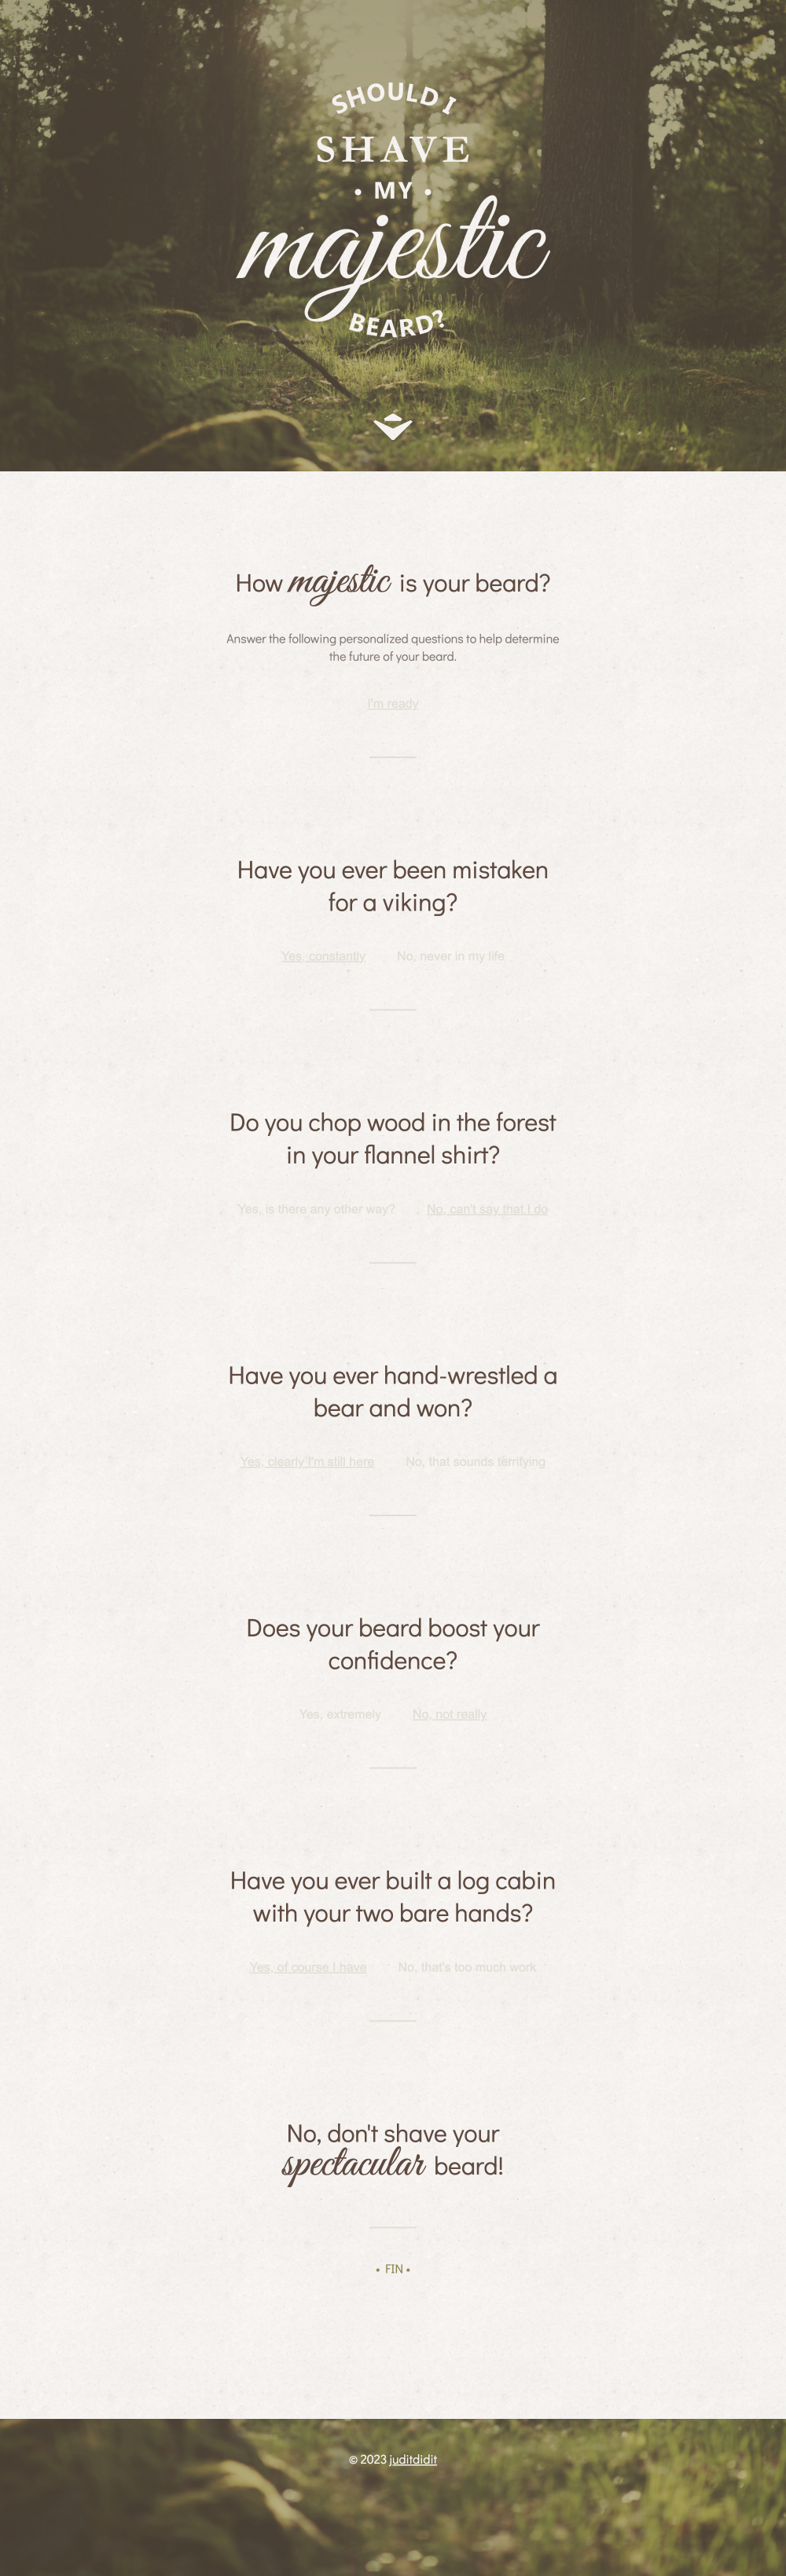 SHOULD I
SHAVE
• MY •
majestic
BEARD?
How majestic is your beard?
Answer the following personalized questions to help determine
the future of your beard.
I'm ready
Have you ever been mistaken
for a viking?
Yes, constantly No, never in my life
Do you chop wood in the forest
in your flannel shirt?
Yes, is there any other way? No, can't say that I do
Have you ever hand-wrestled a
bear and won?
Yes, clearly I'm still here No, that sounds terrifying
Does your beard boost your
confidence?
Yes, extremely No, not really
Have you ever built a log cabin
with your two bare hands?
Yes, of course I have No, that's too much work
No, don't shave your
spectacular beard!
• FIN •
© 2023 juditdidit